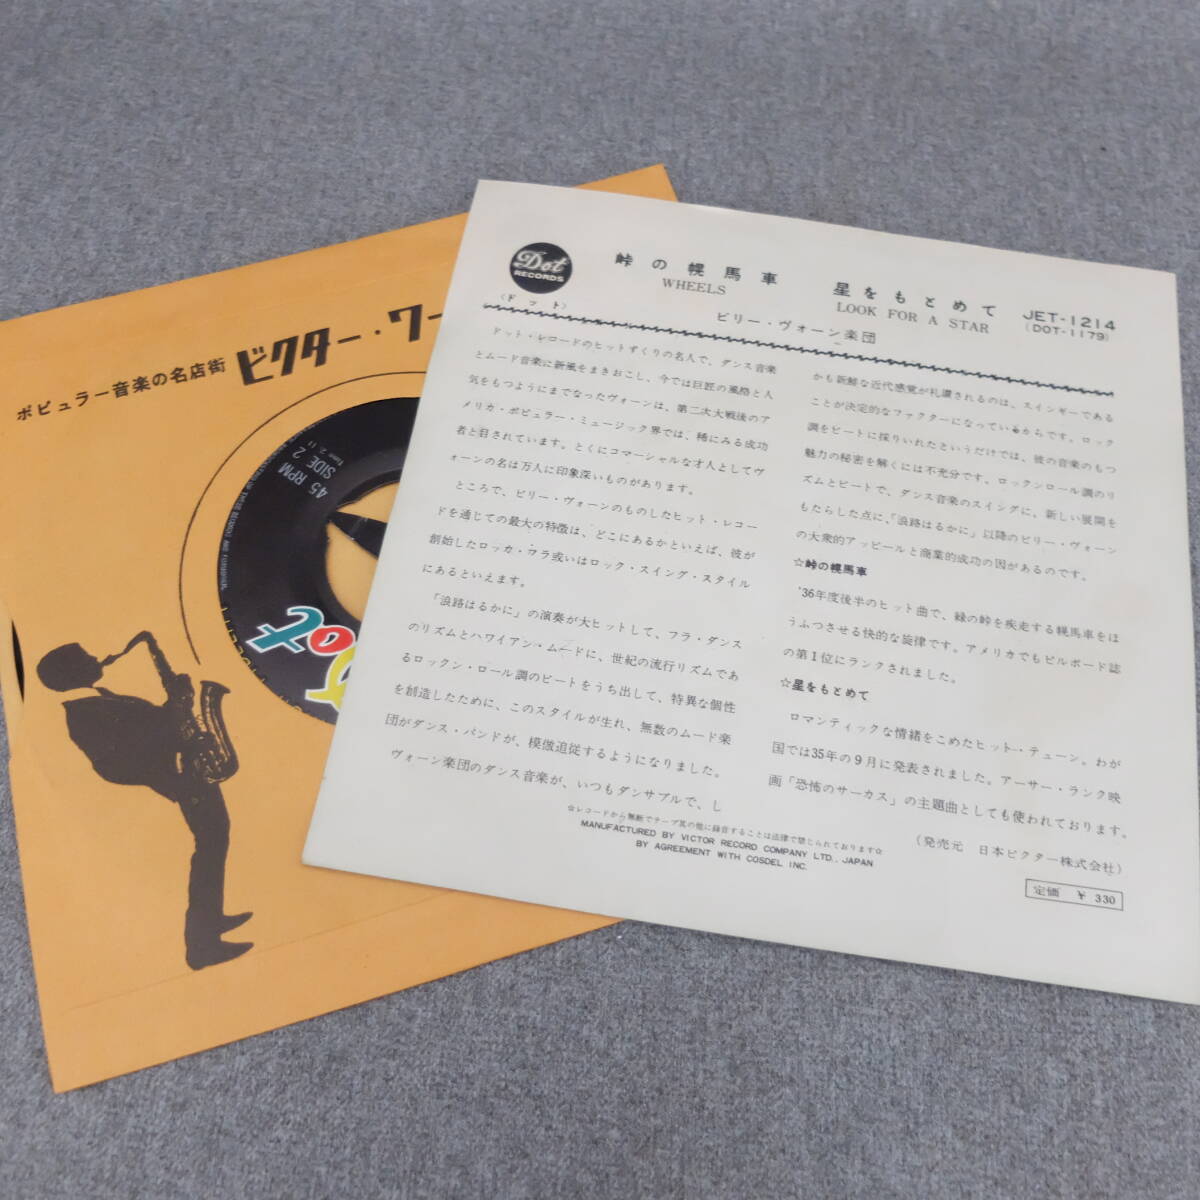 ポピュラー音楽の名店街
ビクター・ワー
45 RPM
SIDE 2
Dot
RECORDS
〈ドット〉
峠の幌馬車
WHEELS
星をもとめて
LOOK FOR A STAR
ビリー・ヴォーン楽団
JET-1214
(DOT-1179)
ドット・レコードのヒットずくりの名人で、ダンス音楽
とムード音楽に新風をまきおこし、今では巨匠の風格と人
気をもつようにまでなったヴォーンは、第二次大戦後のア
メリカ・ポピュラー・ミュージック界では、稀にみる成功
者と目されています。とくにコマーシャルな才人としてヴ
ォーンの名は万人に印象深いものがあります。
ところで、ビリー・ヴォーンのものしたヒット・レコー
ドを通じての最大の特徴は、どこにあるかといえば、彼が
創始したロッカ・フラ或いはロック・スイング・スタイル
にあるといえます。
「浪路はるかに」の演奏が大ヒットして、フラ・ダンス
のリズムとハワイアン・ムードに、世紀の流行リズムであ
るロックン・ロール調のビートをうち出して、特異な個性
を創造したために、このスタイルが生れ、無数のムード楽
団がダンス・バンドが、模倣追従するようになりました。
ヴォーン楽団のダンス音楽が、いつもダンサブルで、し
かも新鮮な近代感覚が礼讃されるのは、スインギーである
ことが決定的なファクターになっているからです。ロック
調をビートに採りいれたというだけでは、彼の音楽のもつ
魅力の秘密を解くには不充分です。ロックンロール調のリ
ズムとビートで、ダンス音楽のスイングに、新しい展開を
もたらした点に、「浪路はるかに」以降のビリー・ヴォーン
の大衆的アッピールと商業的成功の因があるのです。
☆峠の幌馬車
'36年度後半のヒット曲で、緑の峠を疾走する幌馬車をほ
うふつさせる快的な旋律です。アメリカでもビルボード誌
の第1位にランクされました。
☆星をもとめて
ロマンティックな情緒をこめたヒット・テューン。わが
国では35年の9月に発表されました。アーサー・ランク映
画「恐怖のサーカス」の主題曲としても使われております。
(発売元 日本ビクター株式会社)
☆レコードから無断でテープ其の他に録音することは法律で禁じられております☆
MANUFACTURED BY VICTOR RECORD COMPANY LTD., JAPAN
BY AGREEMENT WITH COSDEL INC.
定価 ¥ 330